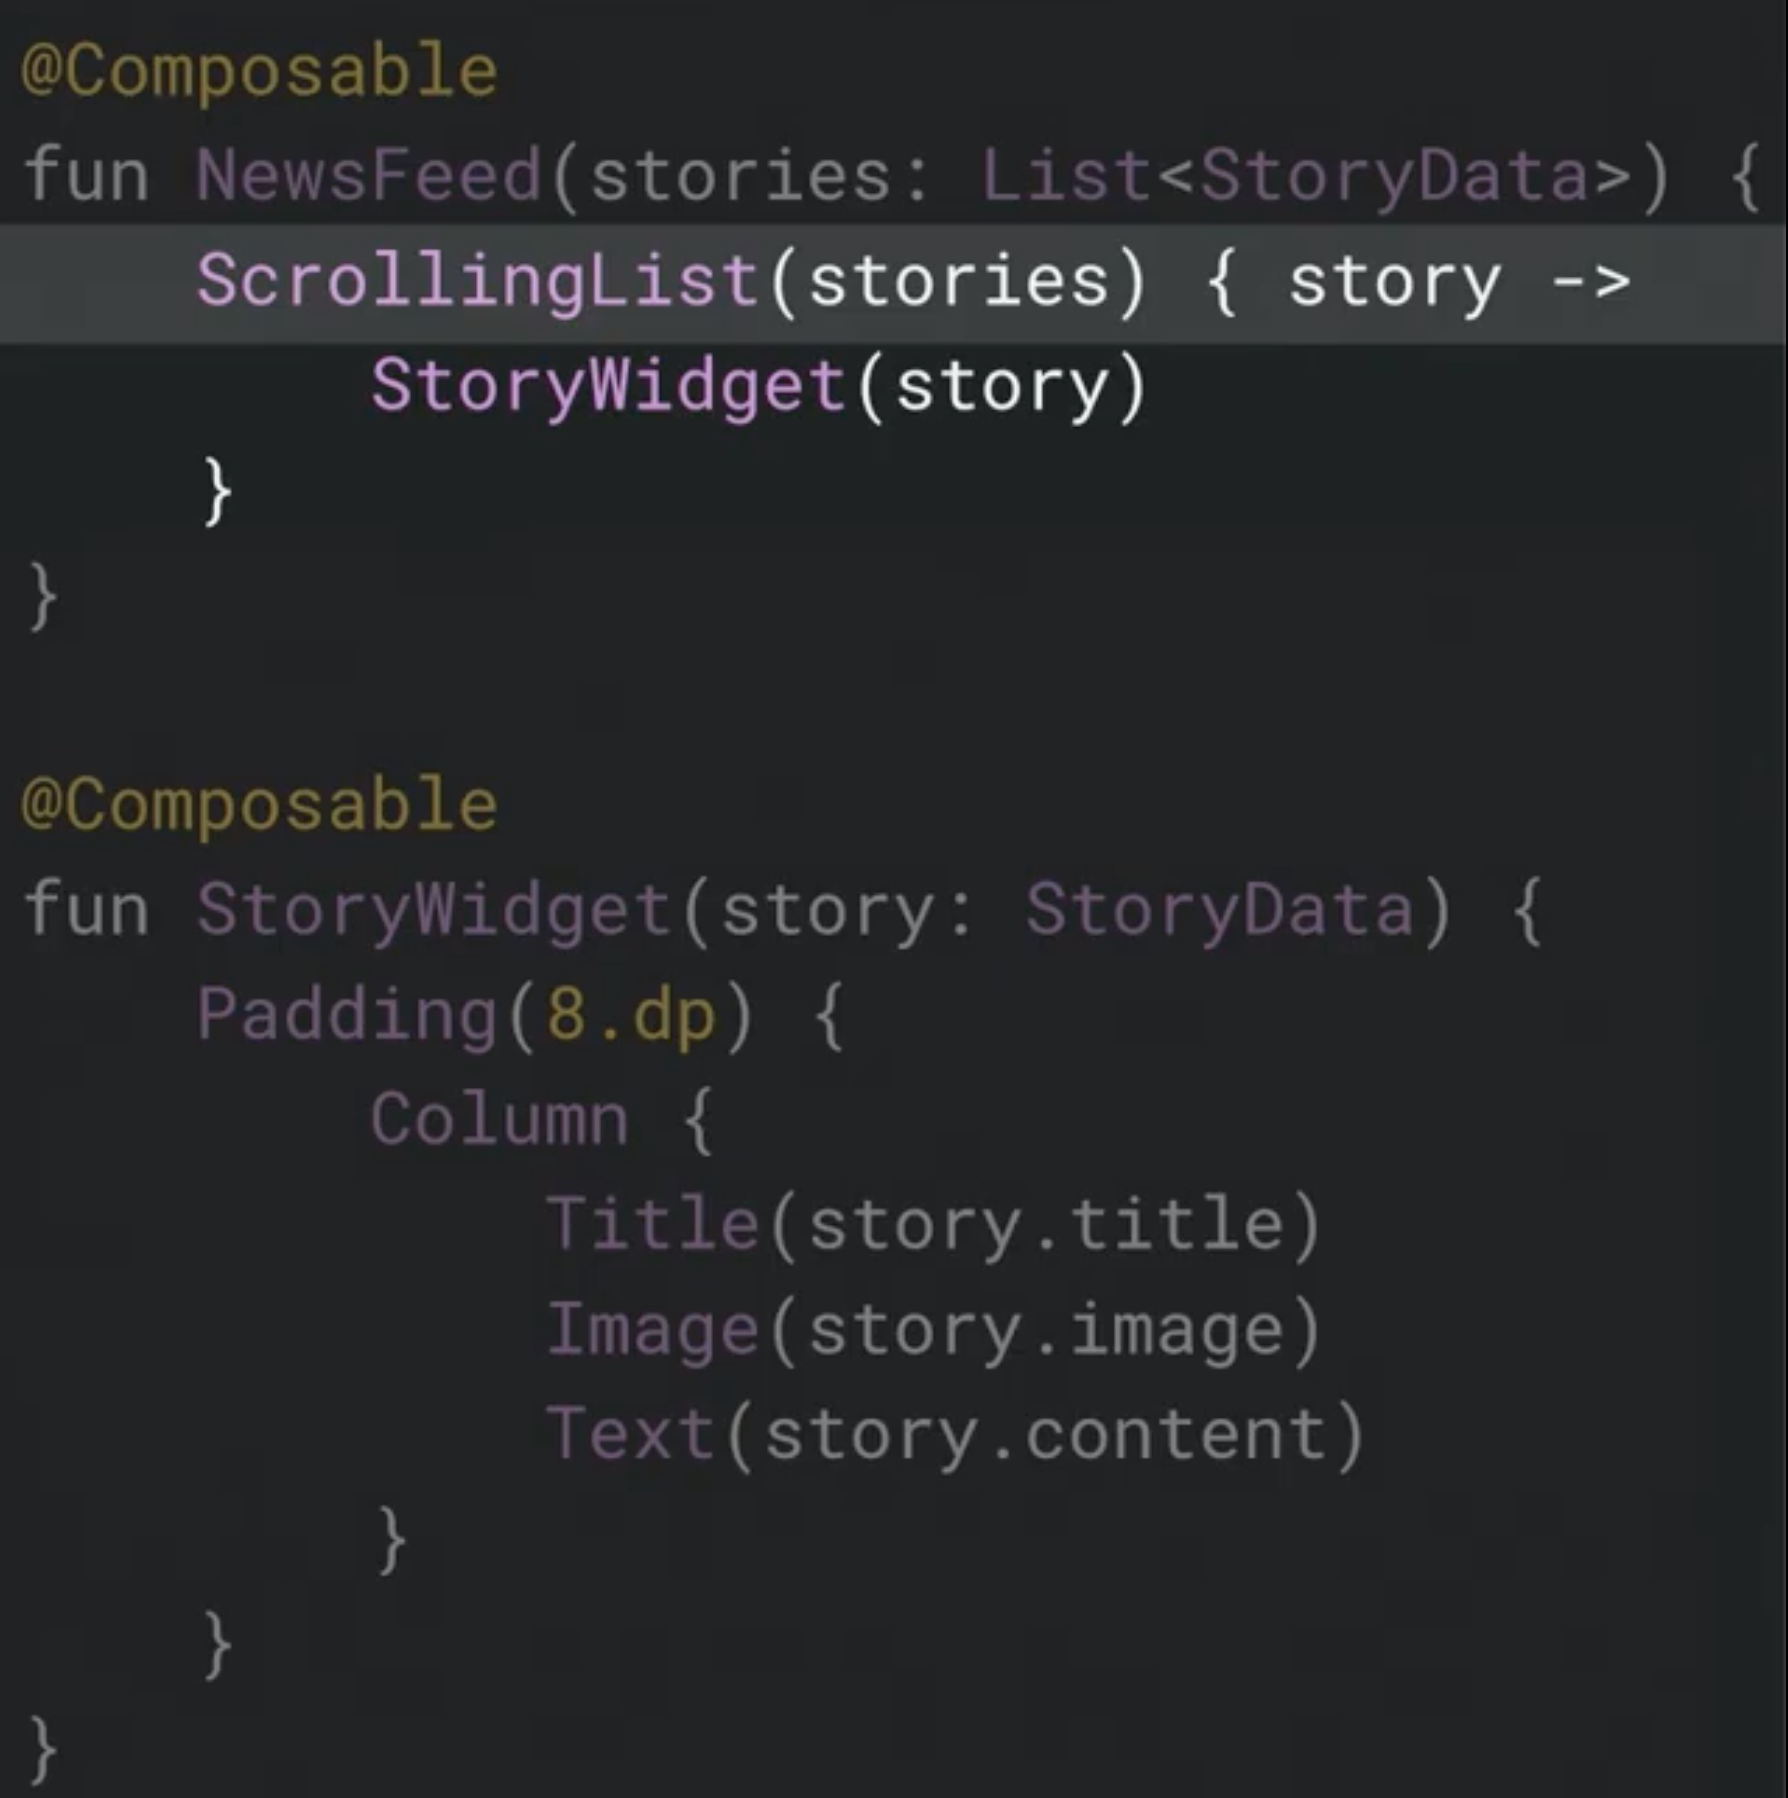 @Composable
fun NewsFeed(stories: List<StoryData>) {
    ScrollingList(stories) { story ->
        StoryWidget(story)
    }
}

@Composable
fun StoryWidget(story: StoryData) {
    Padding(8.dp) {
        Column {
            Title(story.title)
            Image(story.image)
            Text(story.content)
        }
    }
}